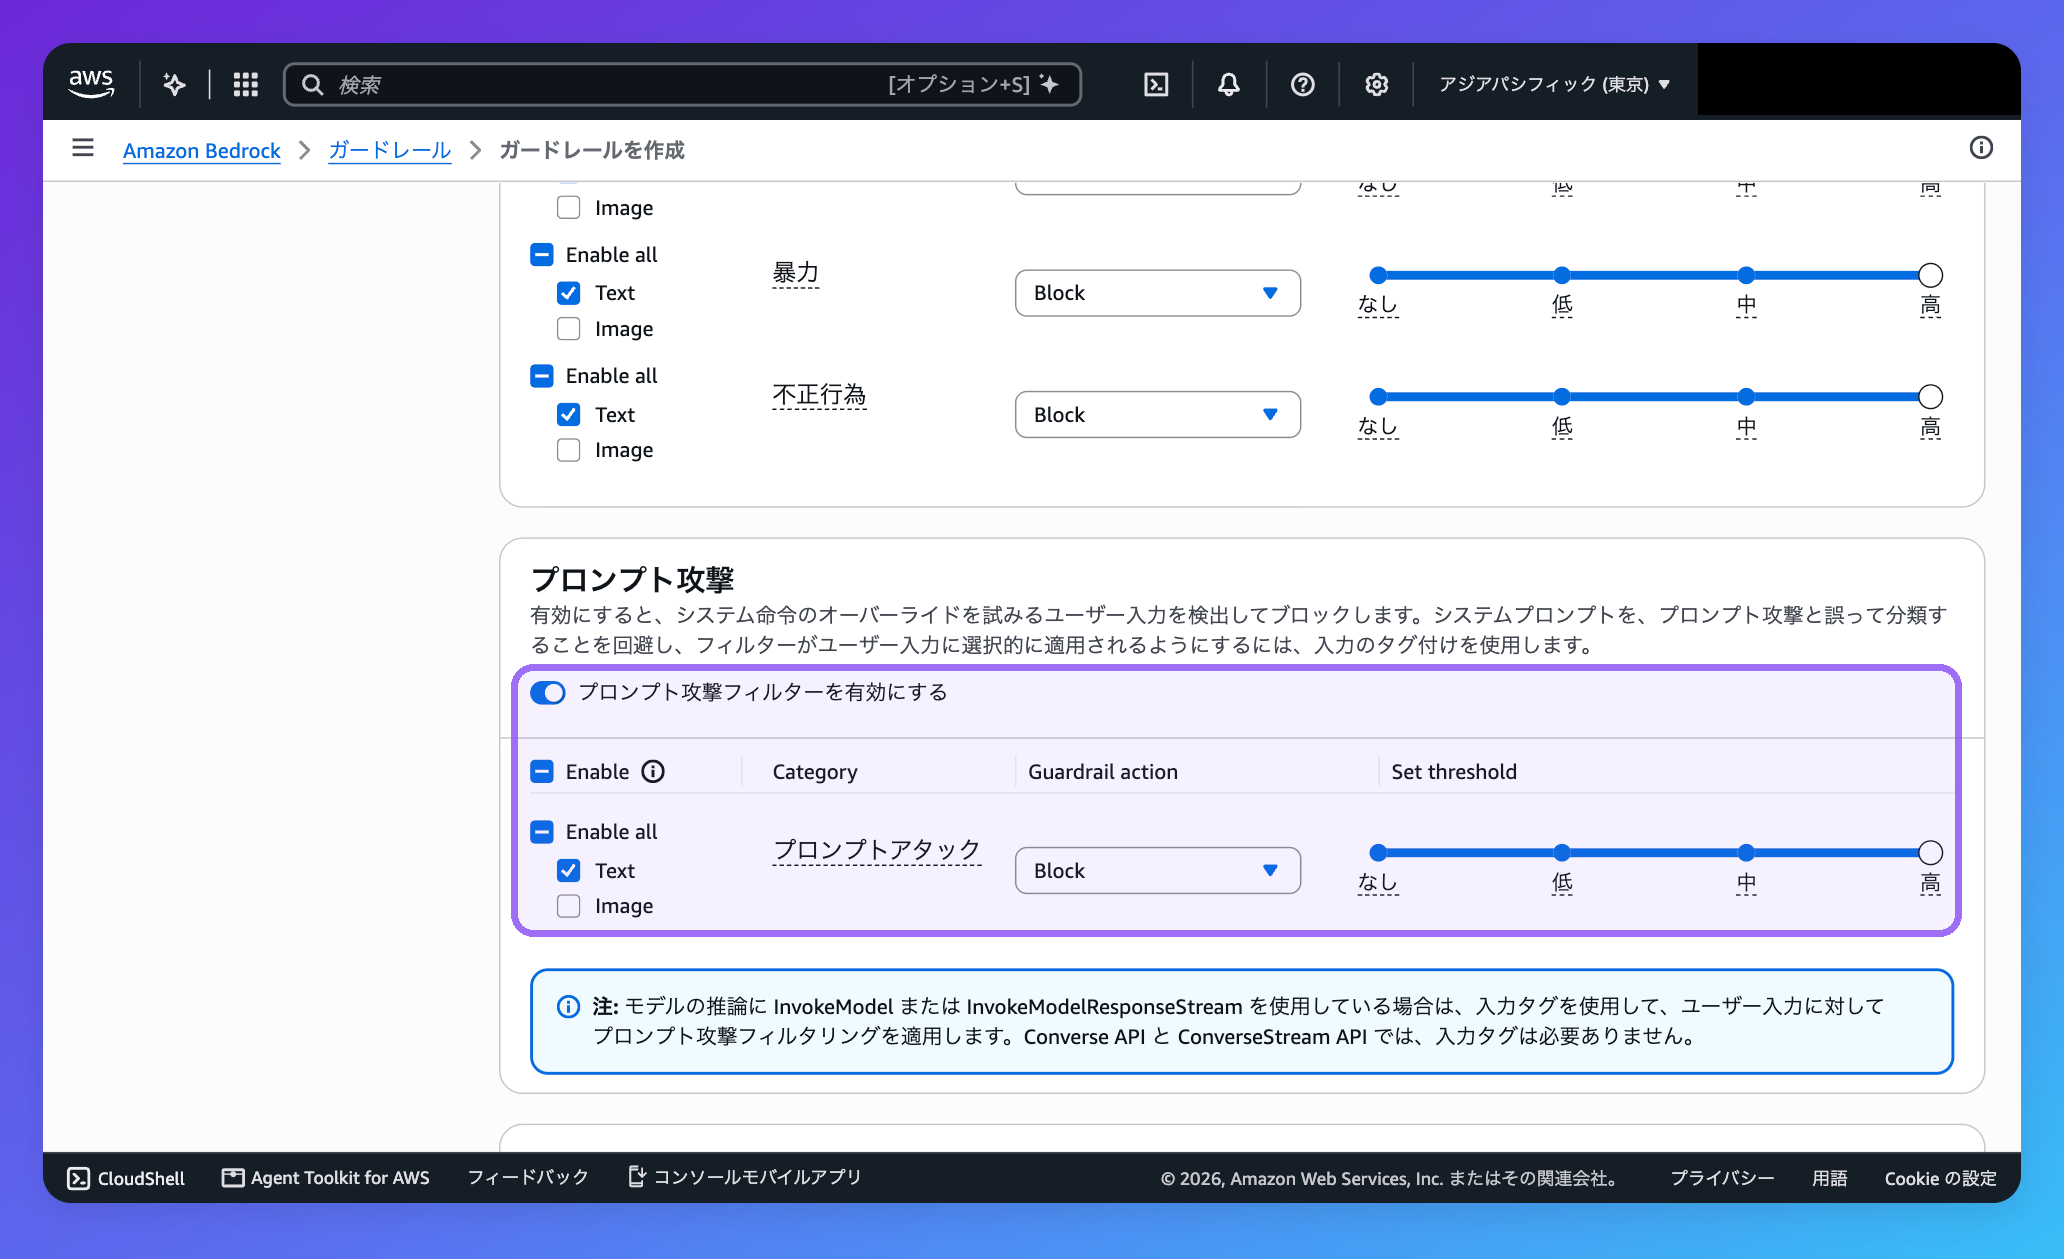 aws
検索
[オプション+S]
アジアパシフィック (東京)
Amazon Bedrock
ガードレール
ガードレールを作成
Image
なし 低 中 高
Enable all
Text
Image
暴力
Block
なし 低 中 高
Enable all
Text
Image
不正行為
Block
なし 低 中 高
プロンプト攻撃
有効にすると、システム命令のオーバーライドを試みるユーザー入力を検出してブロックします。システムプロンプトを、プロンプト攻撃と誤って分類す
ることを回避し、フィルターがユーザー入力に選択的に適用されるようにするには、入力のタグ付けを使用します。
プロンプト攻撃フィルターを有効にする
Enable Category Guardrail action Set threshold
Enable all
Text
Image
プロンプトアタック
Block
なし 低 中 高
注: モデルの推論に InvokeModel または InvokeModelResponseStream を使用している場合は、入力タグを使用して、ユーザー入力に対して
プロンプト攻撃フィルタリングを適用します。Converse API と ConverseStream API では、入力タグは必要ありません。
CloudShell
Agent Toolkit for AWS
フィードバック
コンソールモバイルアプリ
© 2026, Amazon Web Services, Inc. またはその関連会社。
プライバシー
用語
Cookie の設定